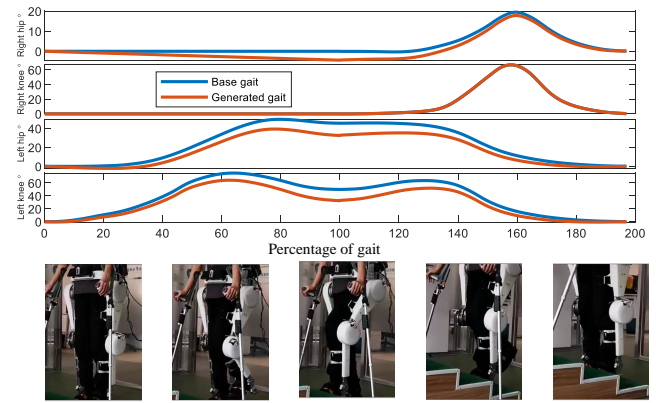 Right hip °
20
10
0
Right knee °
60
40
20
0
Base gait
Generated gait
Left hip °
40
20
0
Left knee °
60
40
20
0
0 20 40 60 80 100 120 140 160 180 200
Percentage of gait